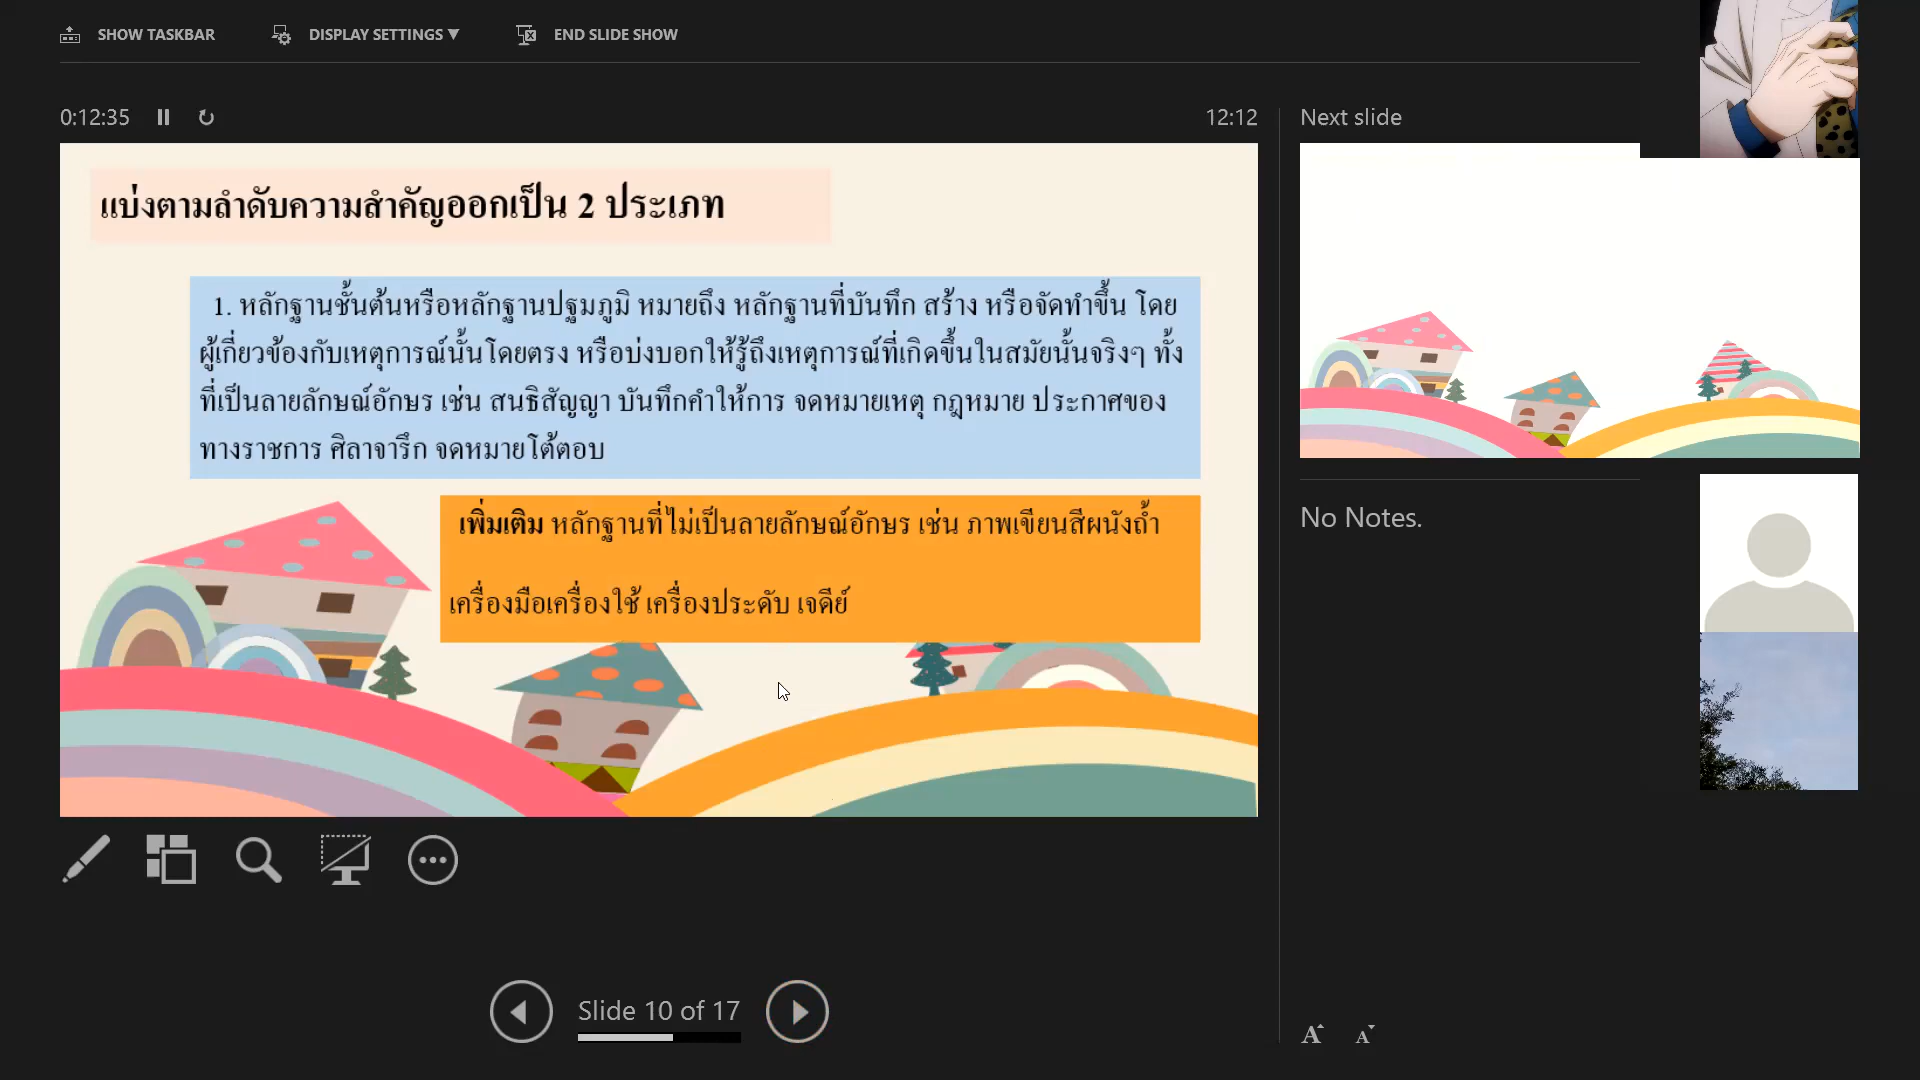 SHOW TASKBAR
DISPLAY SETTINGS ▼
END SLIDE SHOW
0:12:35
12:12
Next slide
แบ่งตามลำดับความสำคัญออกเป็น 2 ประเภท
1. หลักฐานชั้นต้นหรือหลักฐานปฐมภูมิ หมายถึง หลักฐานที่บันทึก สร้าง หรือจัดทำขึ้น โดย
ผู้เกี่ยวข้องกับเหตุการณ์นั้นโดยตรง หรือบ่งบอกให้รู้ถึงเหตุการณ์ที่เกิดขึ้นในสมัยนั้นจริงๆ ทั้ง
ที่เป็นลายลักษณ์อักษร เช่น สนธิสัญญา บันทึกคำให้การ จดหมายเหตุ กฎหมาย ประกาศของ
ทางราชการ ศิลาจารึก จดหมายโต้ตอบ
เพิ่มเติม หลักฐานที่ไม่เป็นลายลักษณ์อักษร เช่น ภาพเขียนสีผนังถ้ำ
เครื่องมือเครื่องใช้ เครื่องประดับ เจดีย์
No Notes.
Slide 10 of 17
A A